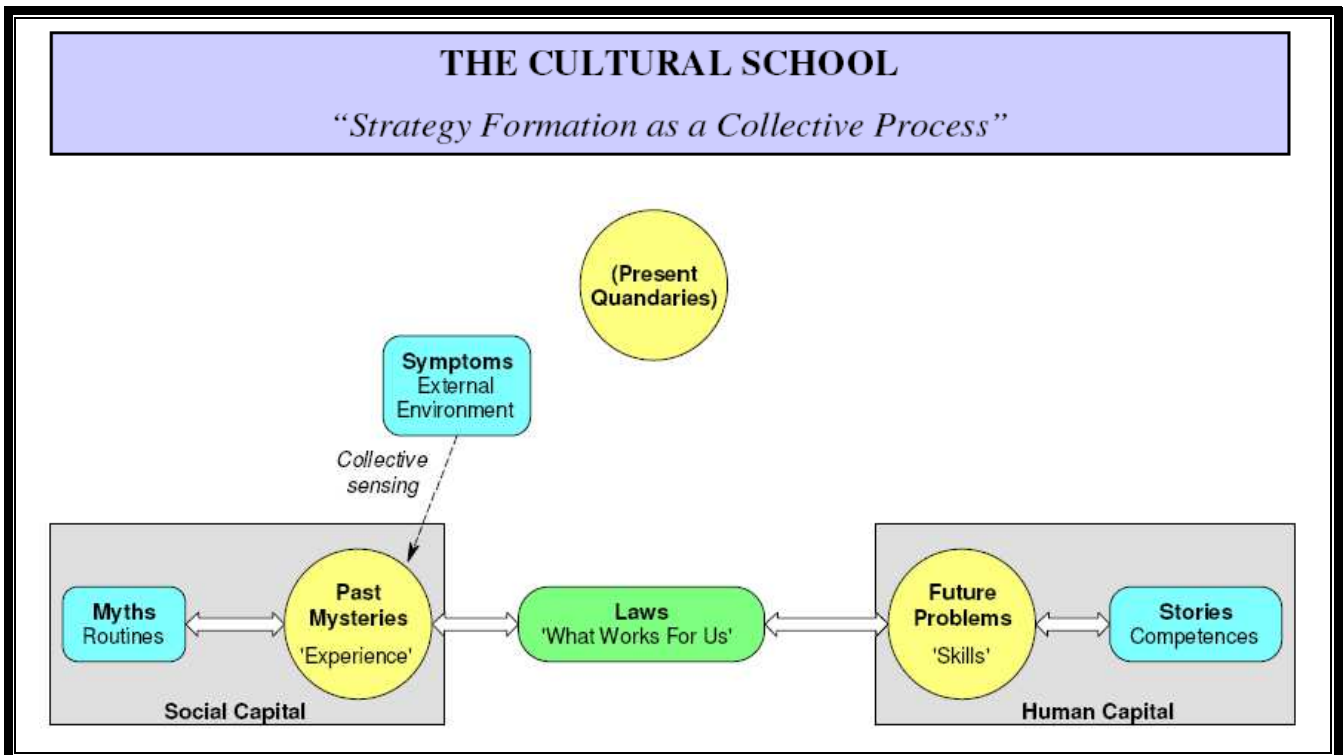 THE CULTURAL SCHOOL
“Strategy Formation as a Collective Process”
(Present
Quandaries)
Symptoms
External
Environment
Collective
sensing
Myths
Routines
Past
Mysteries
'Experience'
Social Capital
Laws
'What Works For Us'
Future
Problems
'Skills'
Stories
Competences
Human Capital